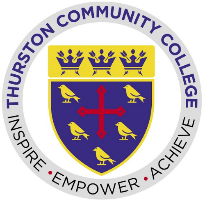 THURSTON COMMUNITY COLLEGE
INSPIRE • EMPOWER • ACHIEVE